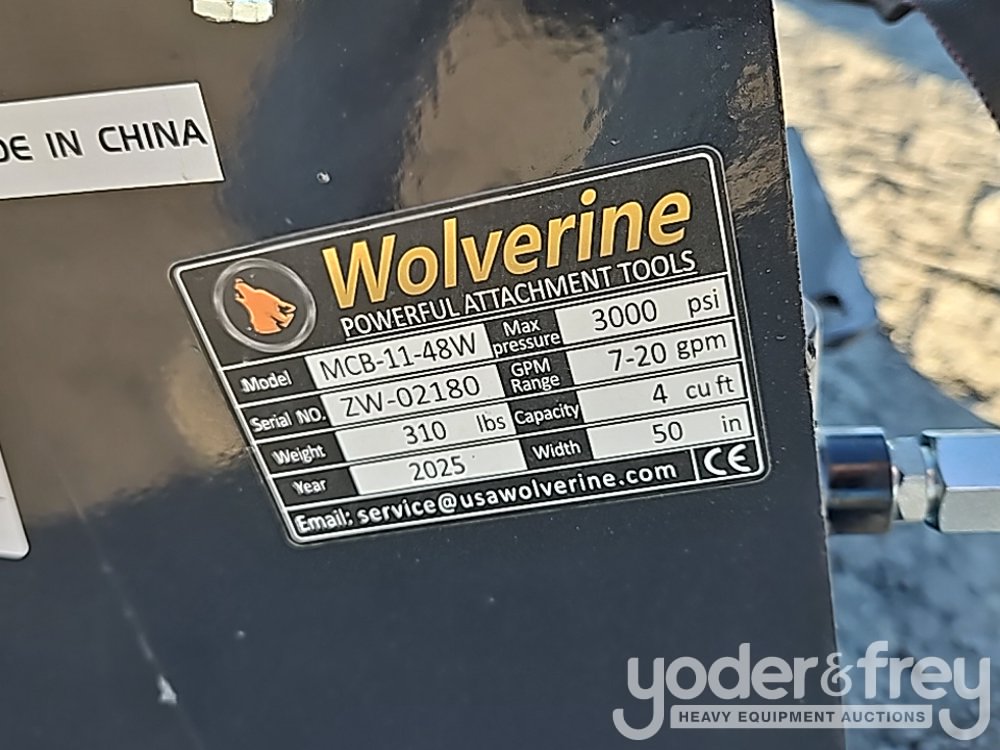 IN CHINA
Wolverine
POWERFUL ATTACHMENT TOOLS
Model MCB-11-48W Max pressure 3000 psi
Serial NO. ZW-02180 GPM Range 7-20 gpm
Weight 310 lbs Capacity 4 cu ft
Year 2025 Width 50 in
Email: service@usawolverine.com CE
yoder&frey
HEAVY EQUIPMENT AUCTIONS